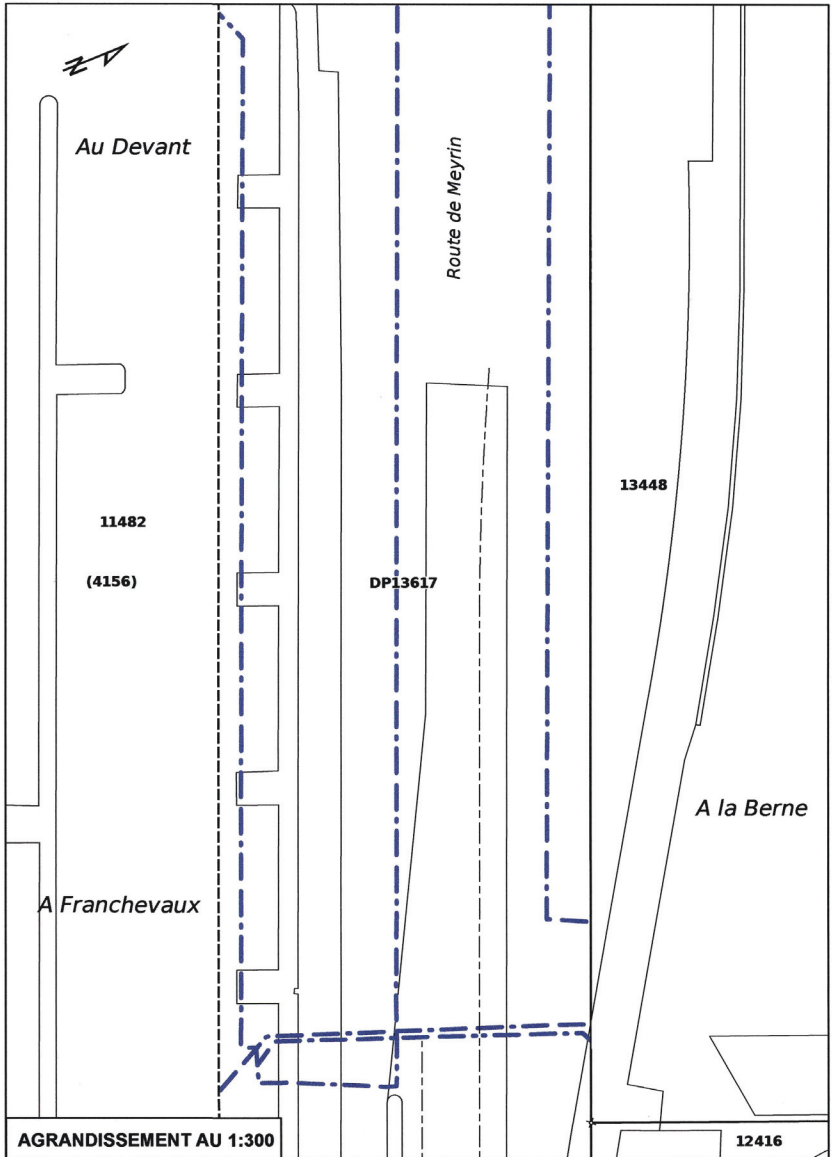 N
Au Devant
Route de Meyrin
13448
11482
(4156)
DP13617
A la Berne
A Franchevaux
AGRANDISSEMENT AU 1:300
12416